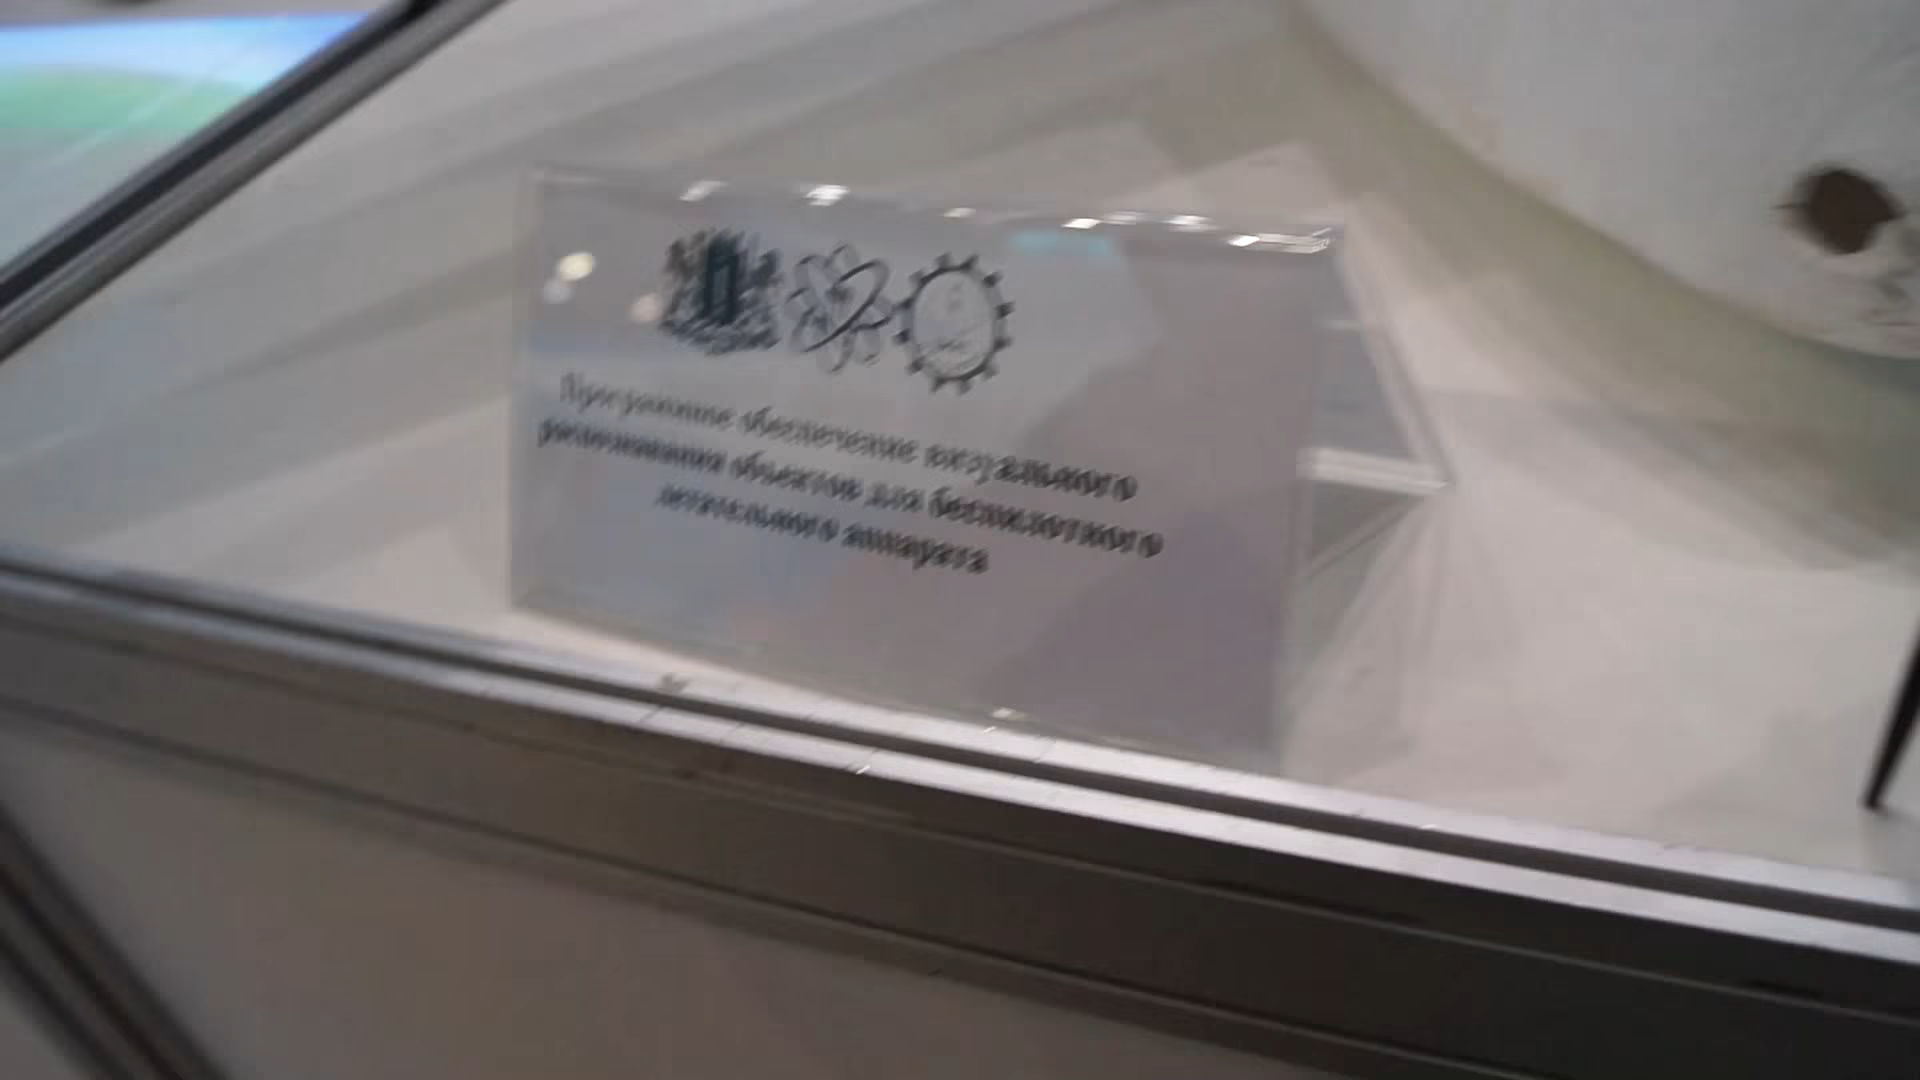 Программное обеспечение визуального
распознавания объектов для беспилотного
летательного аппарата